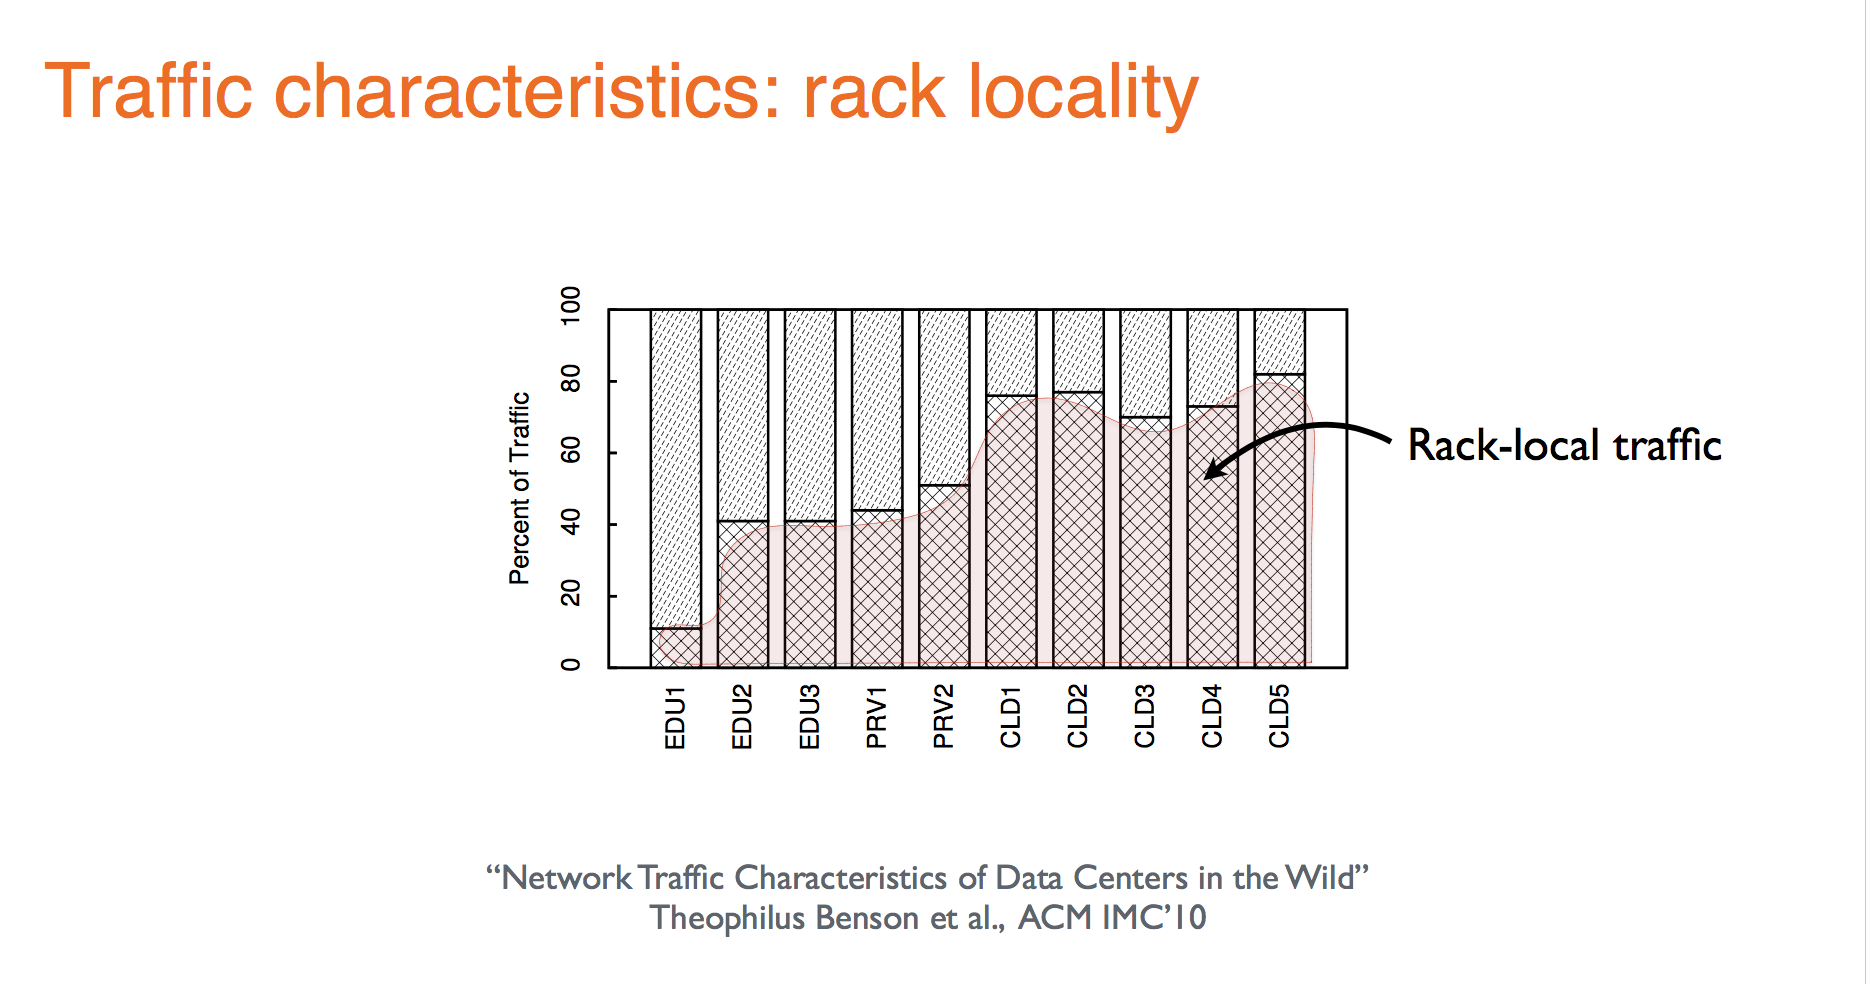 Traffic characteristics: rack locality
100
80
60
40
20
0
Percent of Traffic
Rack-local traffic
EDU1
EDU2
EDU3
PRV1
PRV2
CLD1
CLD2
CLD3
CLD4
CLD5
“Network Traffic Characteristics of Data Centers in the Wild”
Theophilus Benson et al., ACM IMC’10